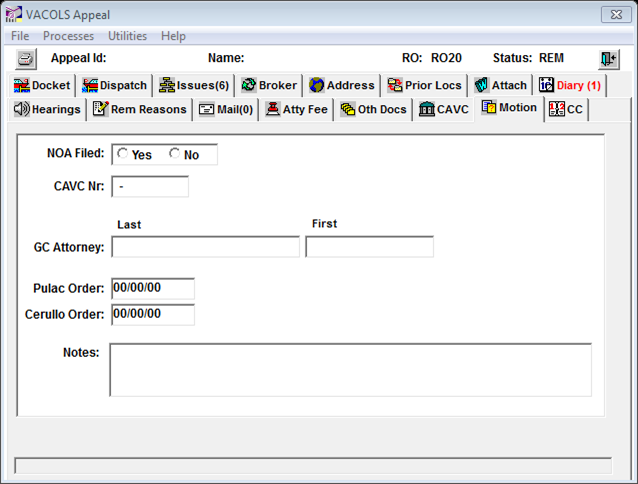 VACOLS Appeal
File Processes Utilities Help
Appeal Id: Name: RO: RO20 Status: REM
Docket Dispatch Issues(6) Broker Address Prior Locs Attach Diary (1)
Hearings Rem Reasons Mail(0) Atty Fee Oth Docs CAVC Motion CC
NOA Filed: Yes No
CAVC Nr: -
Last First
GC Attorney:
Pulac Order: 00/00/00
Cerullo Order: 00/00/00
Notes: